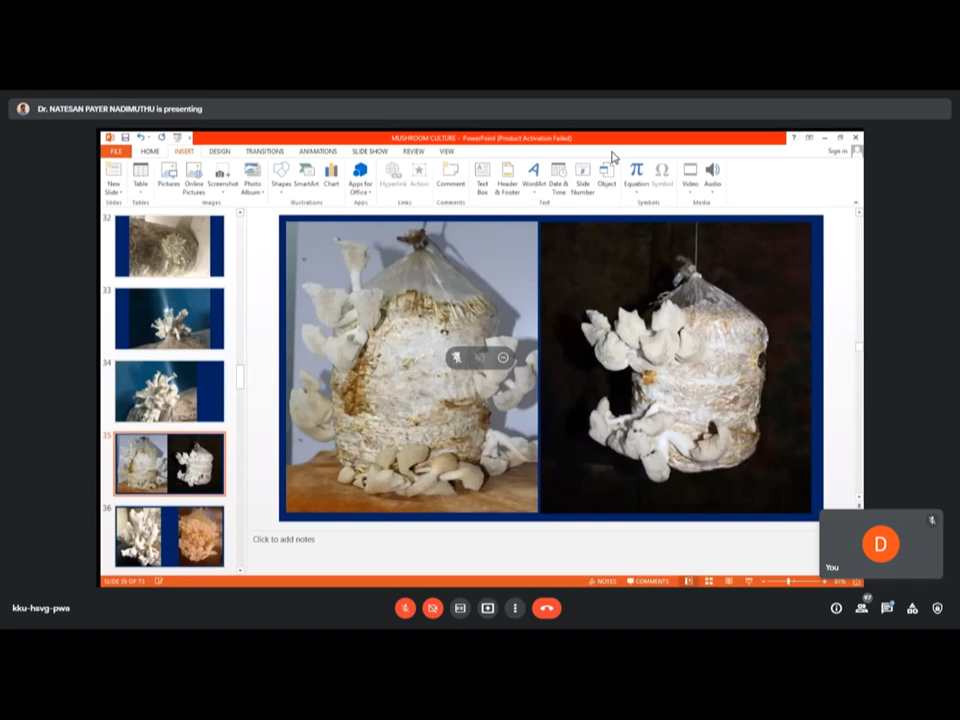 Dr. NATESAN PAYER NADIMUTHU is presenting
MUSHROOM CULTURE - PowerPoint (Product Activation Failed)
FILE HOME INSERT DESIGN TRANSITIONS ANIMATIONS SLIDE SHOW REVIEW VIEW Sign in
New Slide Table Pictures Online Pictures Screenshot Photo Album Shapes SmartArt Chart Apps for Office Hyperlink Action Comment Text Box Header & Footer WordArt Date & Time Slide Number Object Equation Symbol Video Audio
Slides Tables Images Illustrations Apps Links Comments Text Symbols Media
32
33
34
35
36
Click to add notes
D
You
SLIDE 35 OF 73 NOTES COMMENTS 81%
kku-hsvg-pwa
97